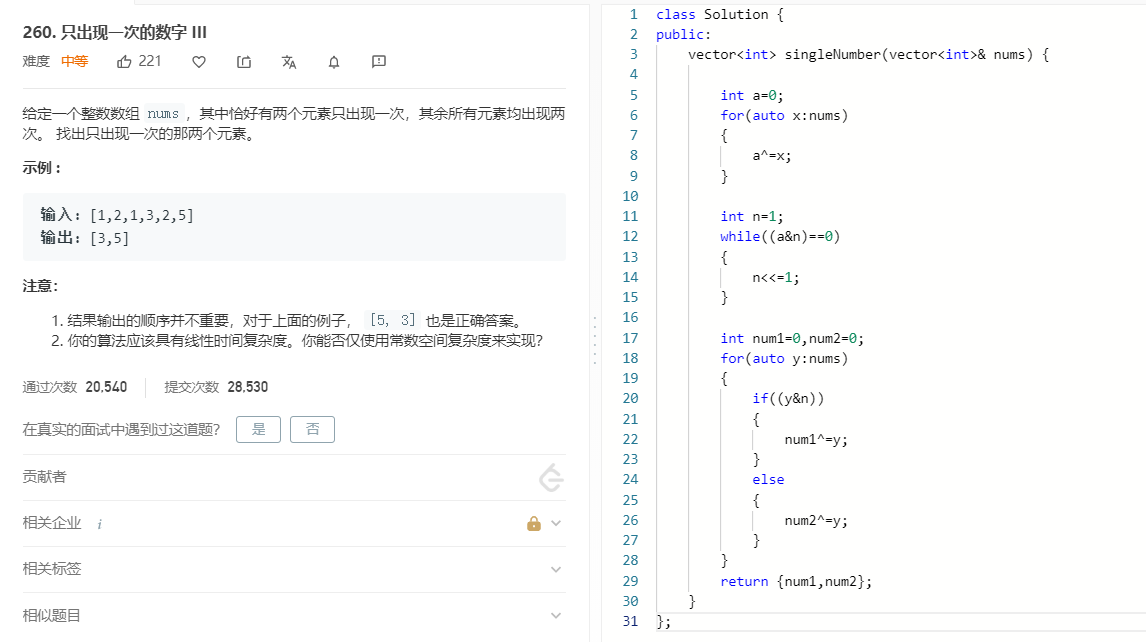 260. 只出现一次的数字 III
难度 中等 221
给定一个整数数组 nums ，其中恰好有两个元素只出现一次，其余所有元素均出现两
次。 找出只出现一次的那两个元素。
示例 :
输入: [1,2,1,3,2,5]
输出: [3,5]
注意：
1. 结果输出的顺序并不重要，对于上面的例子， [5, 3] 也是正确答案。
2. 你的算法应该具有线性时间复杂度。你能否仅使用常数空间复杂度来实现？
通过次数 20,540 提交次数 28,530
在真实的面试中遇到过这道题？ 是 否
贡献者
相关企业 i
相关标签
相似题目
1 class Solution {
2 public:
3 vector<int> singleNumber(vector<int>& nums) {
4
5 int a=0;
6 for(auto x:nums)
7 {
8 a^=x;
9 }
10
11 int n=1;
12 while((a&n)==0)
13 {
14 n<<=1;
15 }
16
17 int num1=0,num2=0;
18 for(auto y:nums)
19 {
20 if((y&n))
21 {
22 num1^=y;
23 }
24 else
25 {
26 num2^=y;
27 }
28 }
29 return {num1,num2};
30 }
31 };